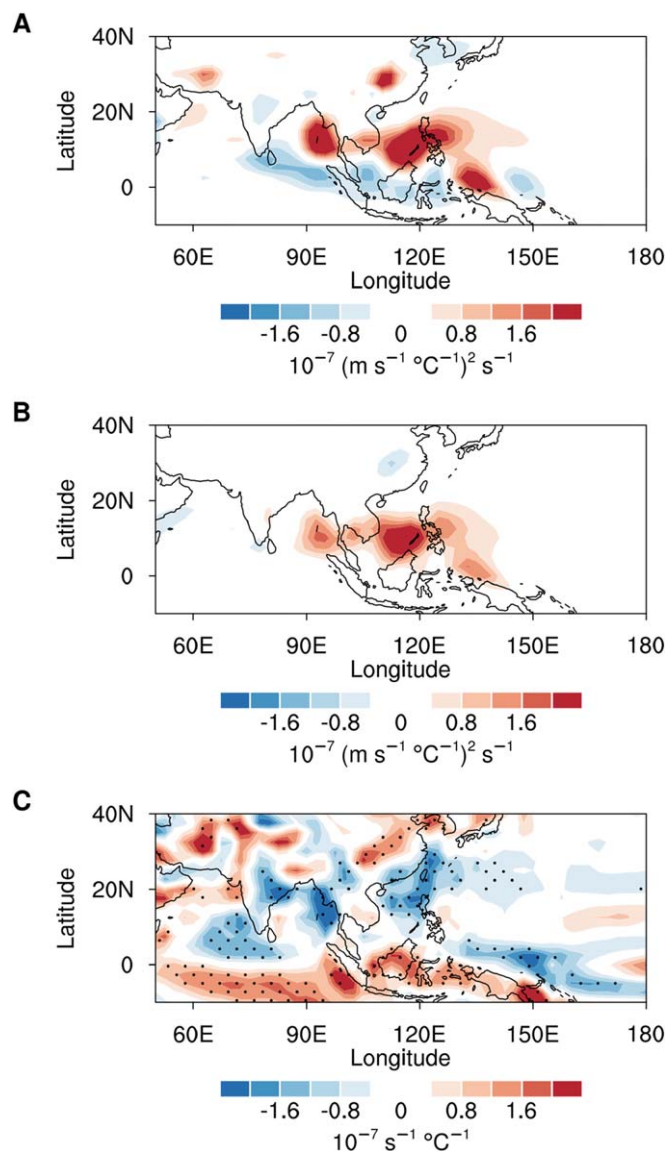 A
40N
20N
0
Latitude
60E 90E 120E 150E 180
Longitude
-1.6 -0.8 0 0.8 1.6
10⁻⁷ (m s⁻¹ °C⁻¹)² s⁻¹
B
40N
20N
0
Latitude
60E 90E 120E 150E 180
Longitude
-1.6 -0.8 0 0.8 1.6
10⁻⁷ (m s⁻¹ °C⁻¹)² s⁻¹
C
40N
20N
0
Latitude
60E 90E 120E 150E 180
Longitude
-1.6 -0.8 0 0.8 1.6
10⁻⁷ s⁻¹ °C⁻¹